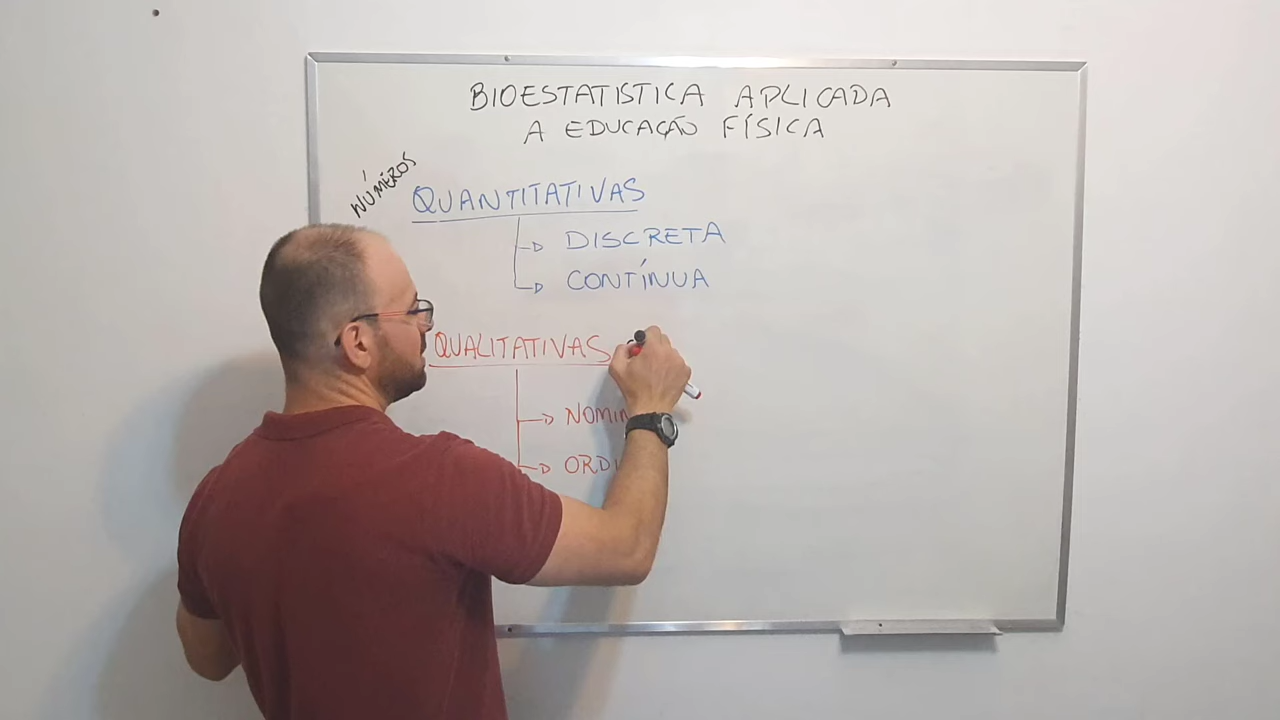 BIOESTATISTICA APLICADA
A EDUCAÇÃO FÍSICA
NÚMEROS
QUANTITATIVAS
DISCRETA
CONTÍNUA
QUALITATIVAS